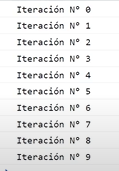 Iteración N° 0
Iteración N° 1
Iteración N° 2
Iteración N° 3
Iteración N° 4
Iteración N° 5
Iteración N° 6
Iteración N° 7
Iteración N° 8
Iteración N° 9